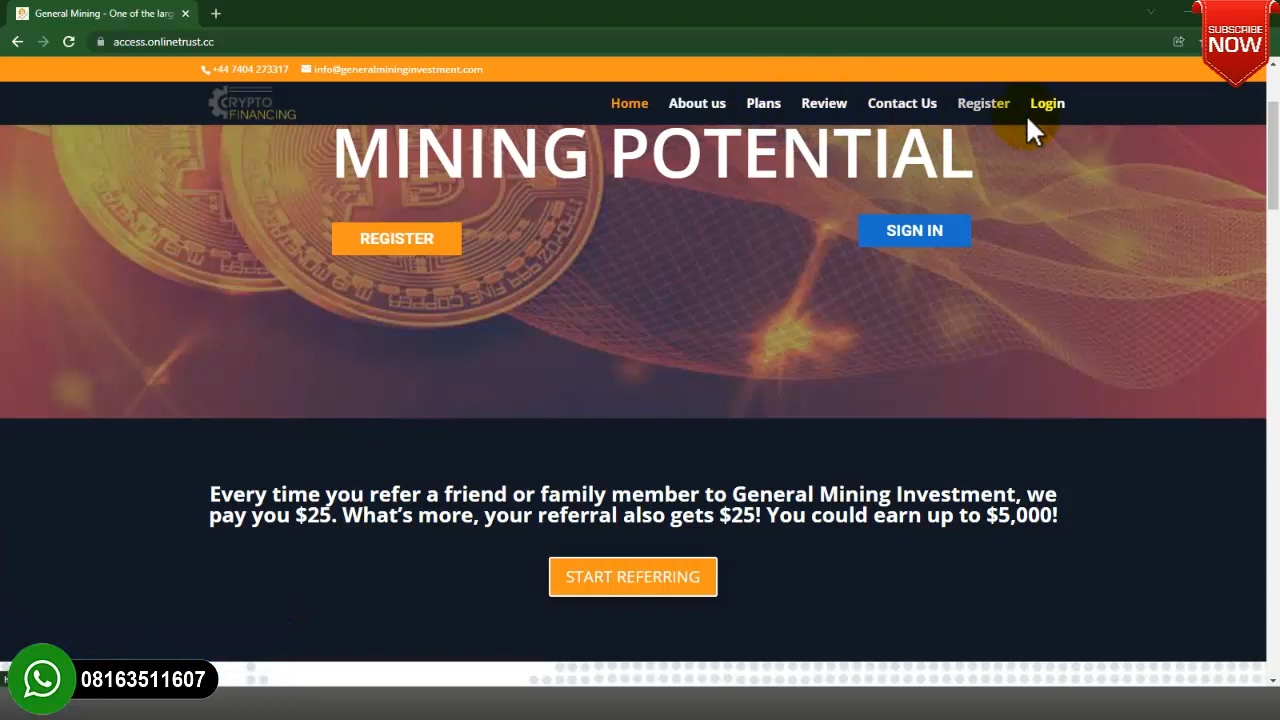 General Mining - One of the larg
access.onlinetrust.cc
SUBSCRIBE
NOW
+44 7404 273317
info@generalmininginvestment.com
CRYPTO
FINANCING
Home
About us
Plans
Review
Contact Us
Register
Login
MINING POTENTIAL
REGISTER
SIGN IN
Every time you refer a friend or family member to General Mining Investment, we
pay you $25. What's more, your referral also gets $25! You could earn up to $5,000!
START REFERRING
08163511607